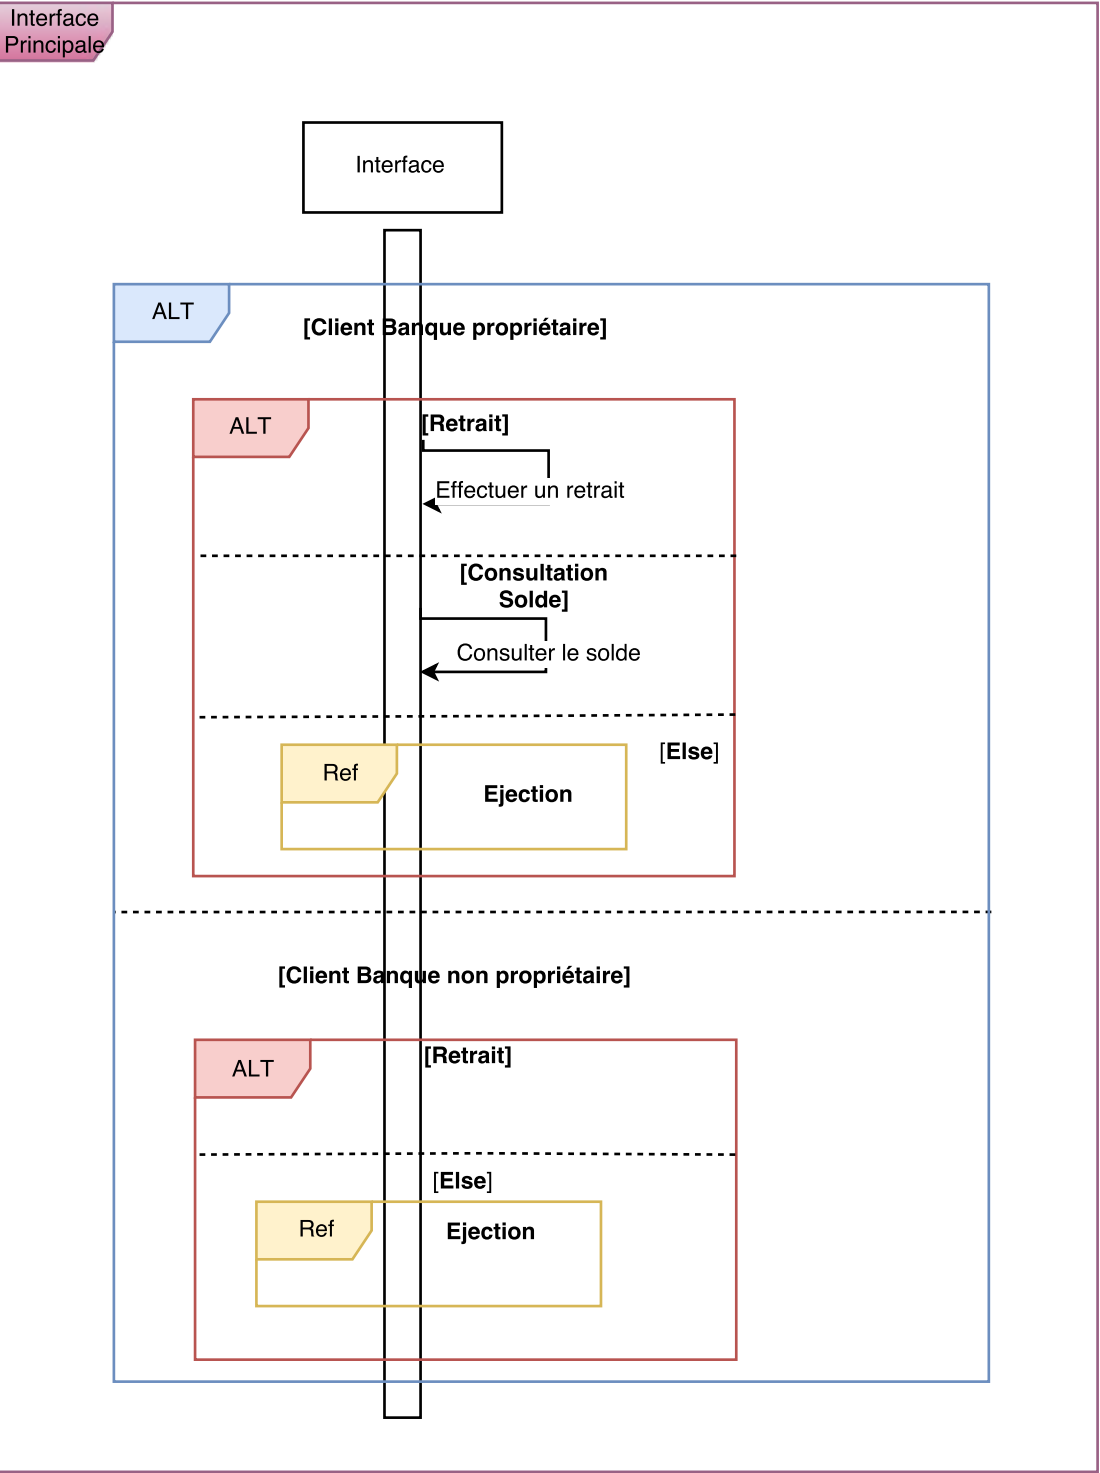 Interface
Principale
Interface
ALT
[Client Banque propriétaire]
ALT
[Retrait]
Effectuer un retrait
[Consultation
Solde]
Consulter le solde
[Else]
Ref
Ejection
[Client Banque non propriétaire]
ALT
[Retrait]
[Else]
Ref
Ejection